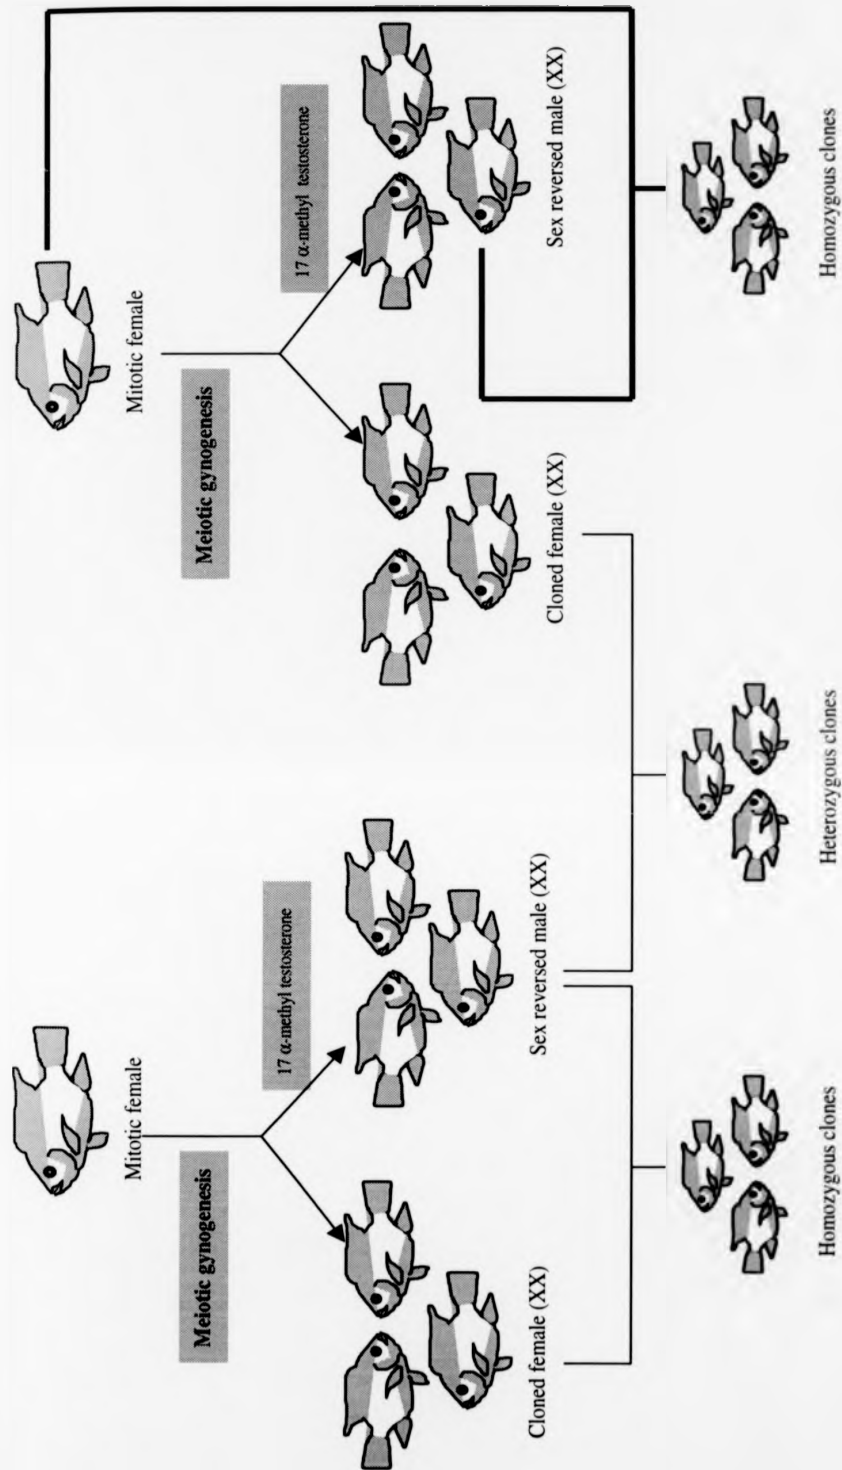 Mitotic female
Mitotic female
Meiotic gynogenesis
Meiotic gynogenesis
17 α-methyl testosterone
17 α-methyl testosterone
Cloned female (XX)
Sex reversed male (XX)
Cloned female (XX)
Sex reversed male (XX)
Homozygous clones
Heterozygous clones
Homozygous clones